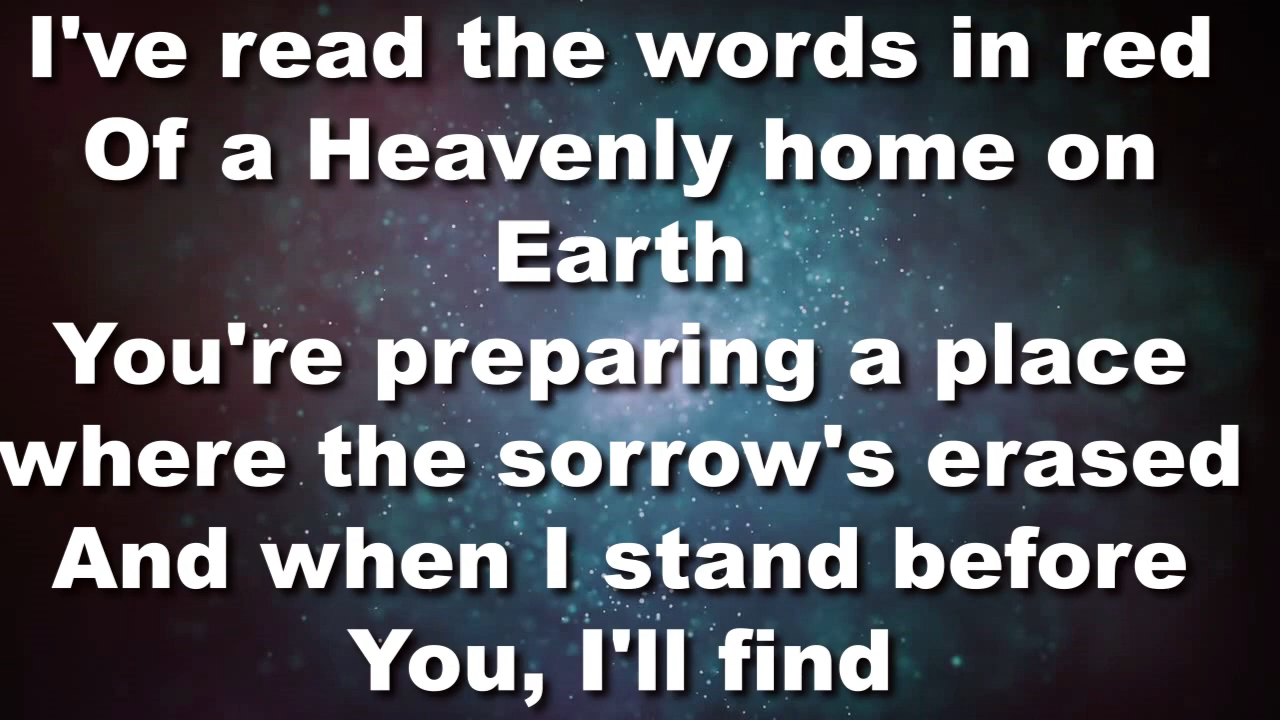 I've read the words in red
Of a Heavenly home on
Earth
You're preparing a place
where the sorrow's erased
And when I stand before
You, I'll find